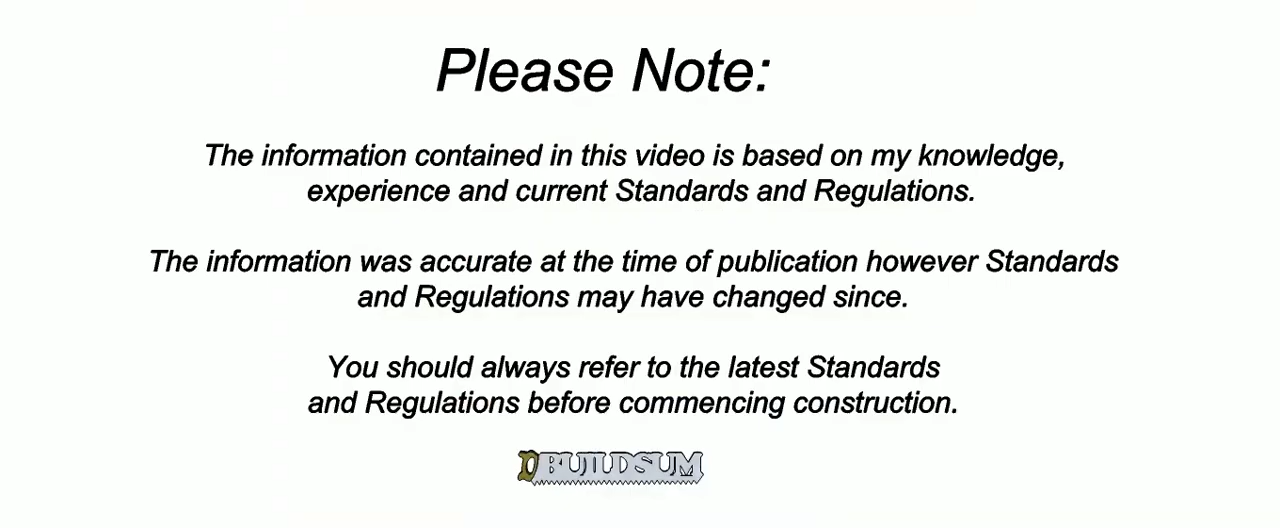 Please Note:
The information contained in this video is based on my knowledge,
experience and current Standards and Regulations.
The information was accurate at the time of publication however Standards
and Regulations may have changed since.
You should always refer to the latest Standards
and Regulations before commencing construction.
BUILDSUM